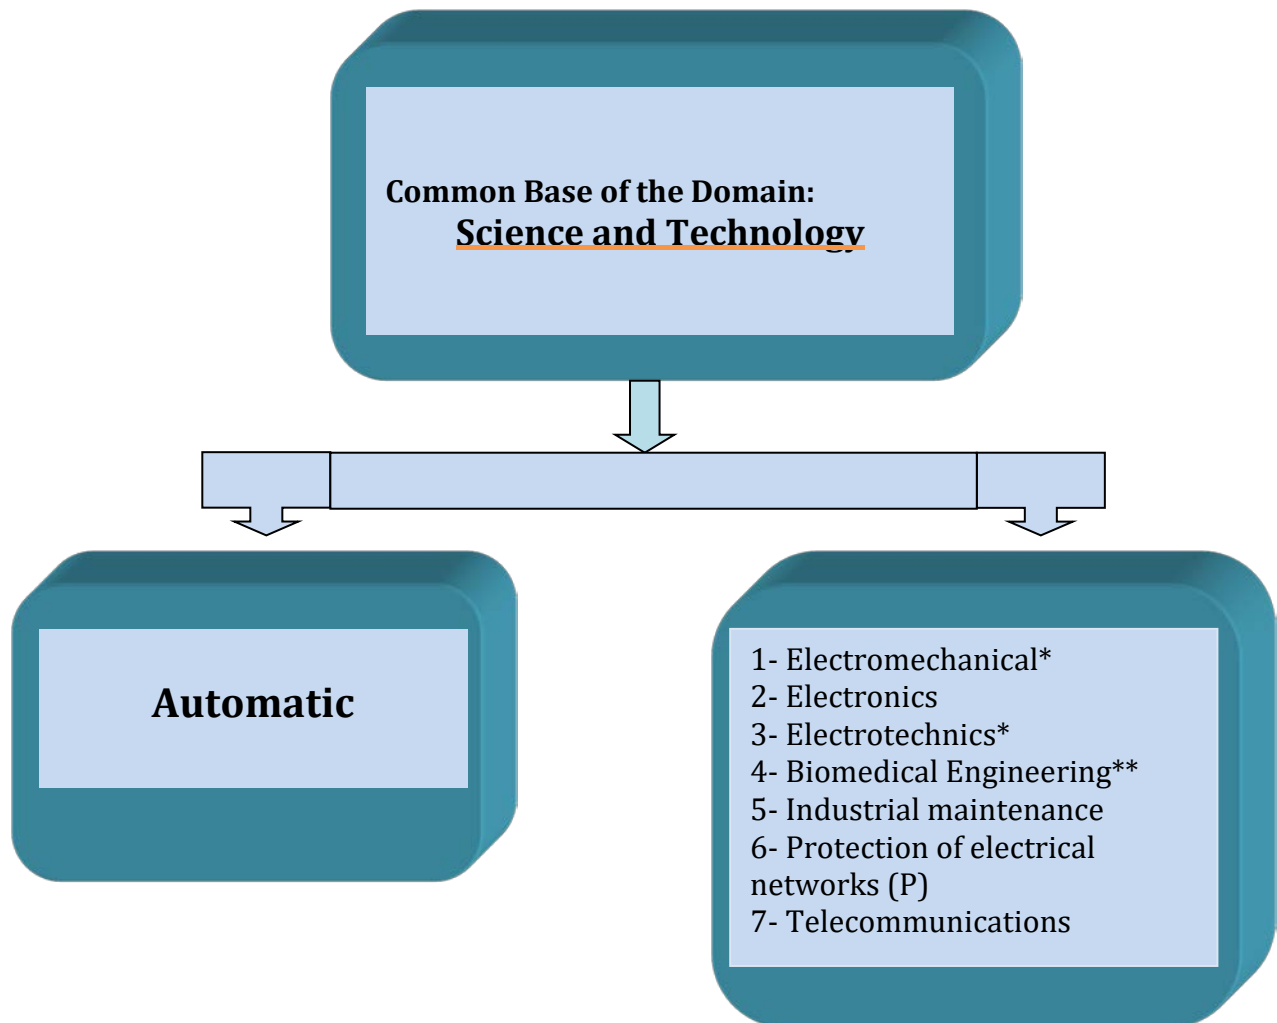 Common Base of the Domain:
Science and Technology
Automatic
1- Electromechanical*
2- Electronics
3- Electrotechnics*
4- Biomedical Engineering**
5- Industrial maintenance
6- Protection of electrical
networks (P)
7- Telecommunications